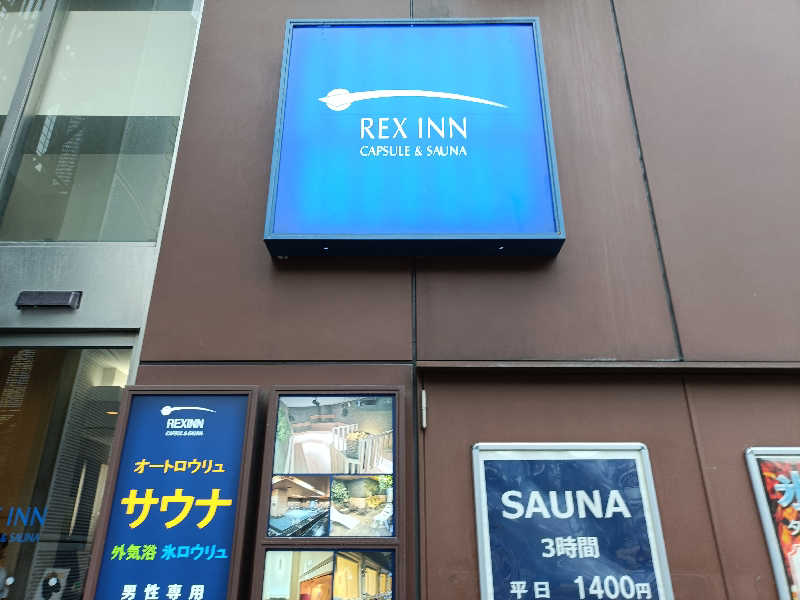 REX INN
CAPSULE & SAUNA
REXINN
CAPSULE & SAUNA
オートロウリュ
サウナ
外気浴 氷ロウリュ
男性専用
SAUNA
3時間
平日 1400円
INN
& SAUNA
氷